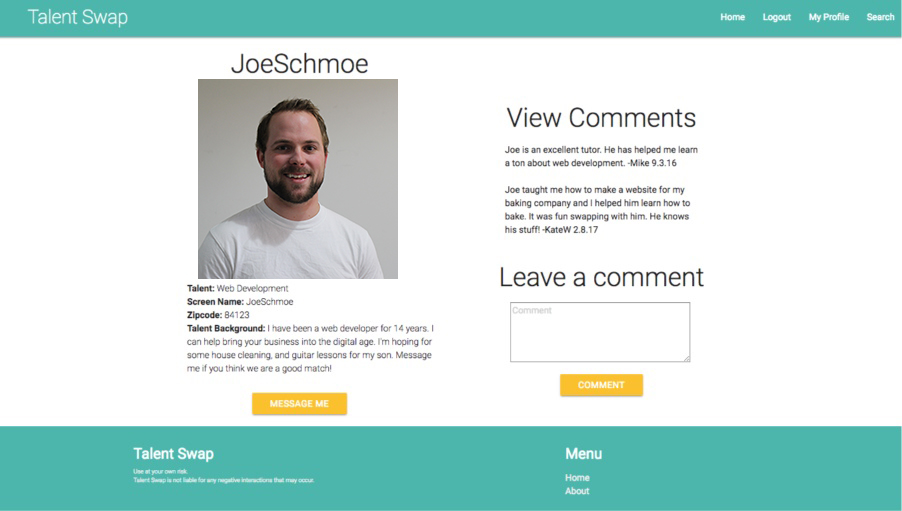 Talent Swap
Home Logout My Profile Search
JoeSchmoe
Talent: Web Development
Screen Name: JoeSchmoe
Zipcode: 84123
Talent Background: I have been a web developer for 14 years. I
can help bring your business into the digital age. I'm hoping for
some house cleaning, and guitar lessons for my son. Message
me if you think we are a good match!
MESSAGE ME
View Comments
Joe is an excellent tutor. He has helped me learn
a ton about web development. -Mike 9.3.16
Joe taught me how to make a website for my
baking company and I helped him learn how to
bake. It was fun swapping with him. He knows
his stuff! -KateW 2.8.17
Leave a comment
Comment
COMMENT
Talent Swap
Use at your own risk.
Talent Swap is not liable for any negative interactions that may occur.
Menu
Home
About